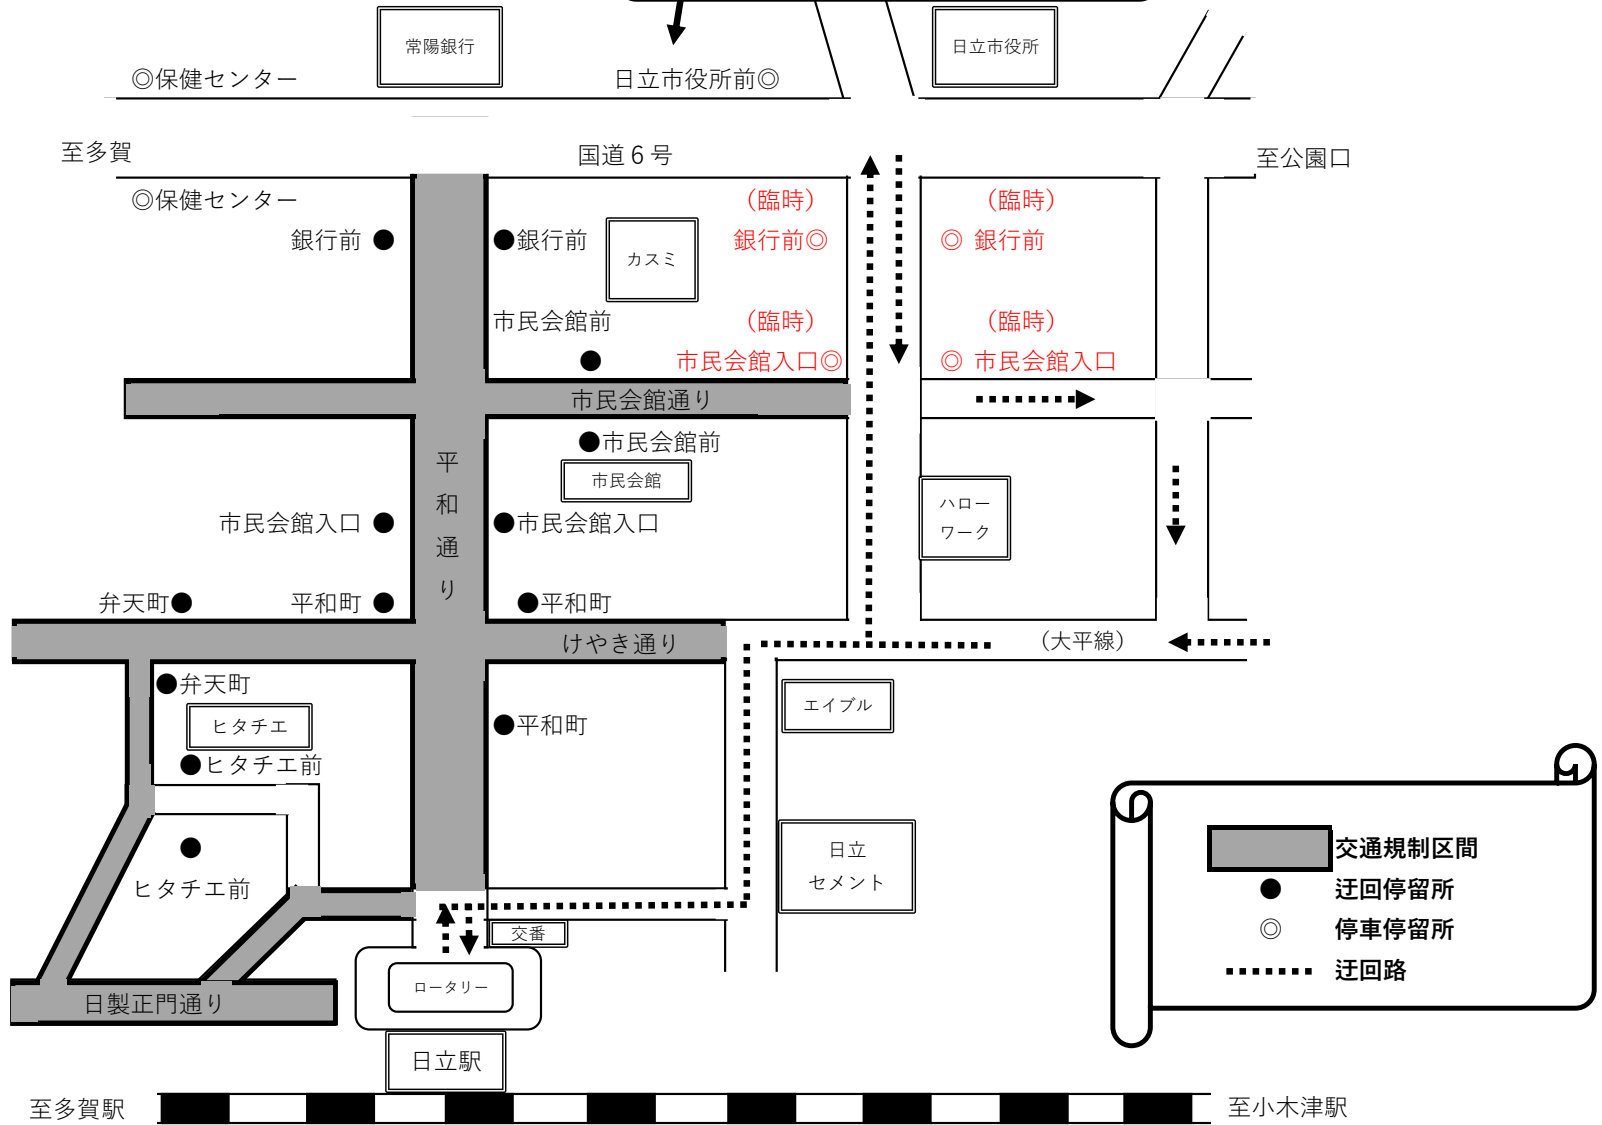 常陽銀行
日立市役所
◎保健センター
日立市役所前◎
至多賀
国道６号
至公園口
◎保健センター
（臨時）
（臨時）
銀行前●
●銀行前
カスミ
銀行前◎
◎ 銀行前
市民会館前
●
（臨時）
（臨時）
市民会館入口◎
◎ 市民会館入口
市民会館通り
●市民会館前
平和通り
市民会館
ハロー
ワーク
市民会館入口●
●市民会館入口
弁天町●
平和町●
●平和町
けやき通り
（大平線）
●弁天町
エイブル
ヒタチエ
●平和町
●ヒタチエ前
●
ヒタチエ前
日立
セメント
交通規制区間
● 迂回停留所
◎ 停車停留所
迂回路
交番
ロータリー
日製正門通り
日立駅
至多賀駅
至小木津駅